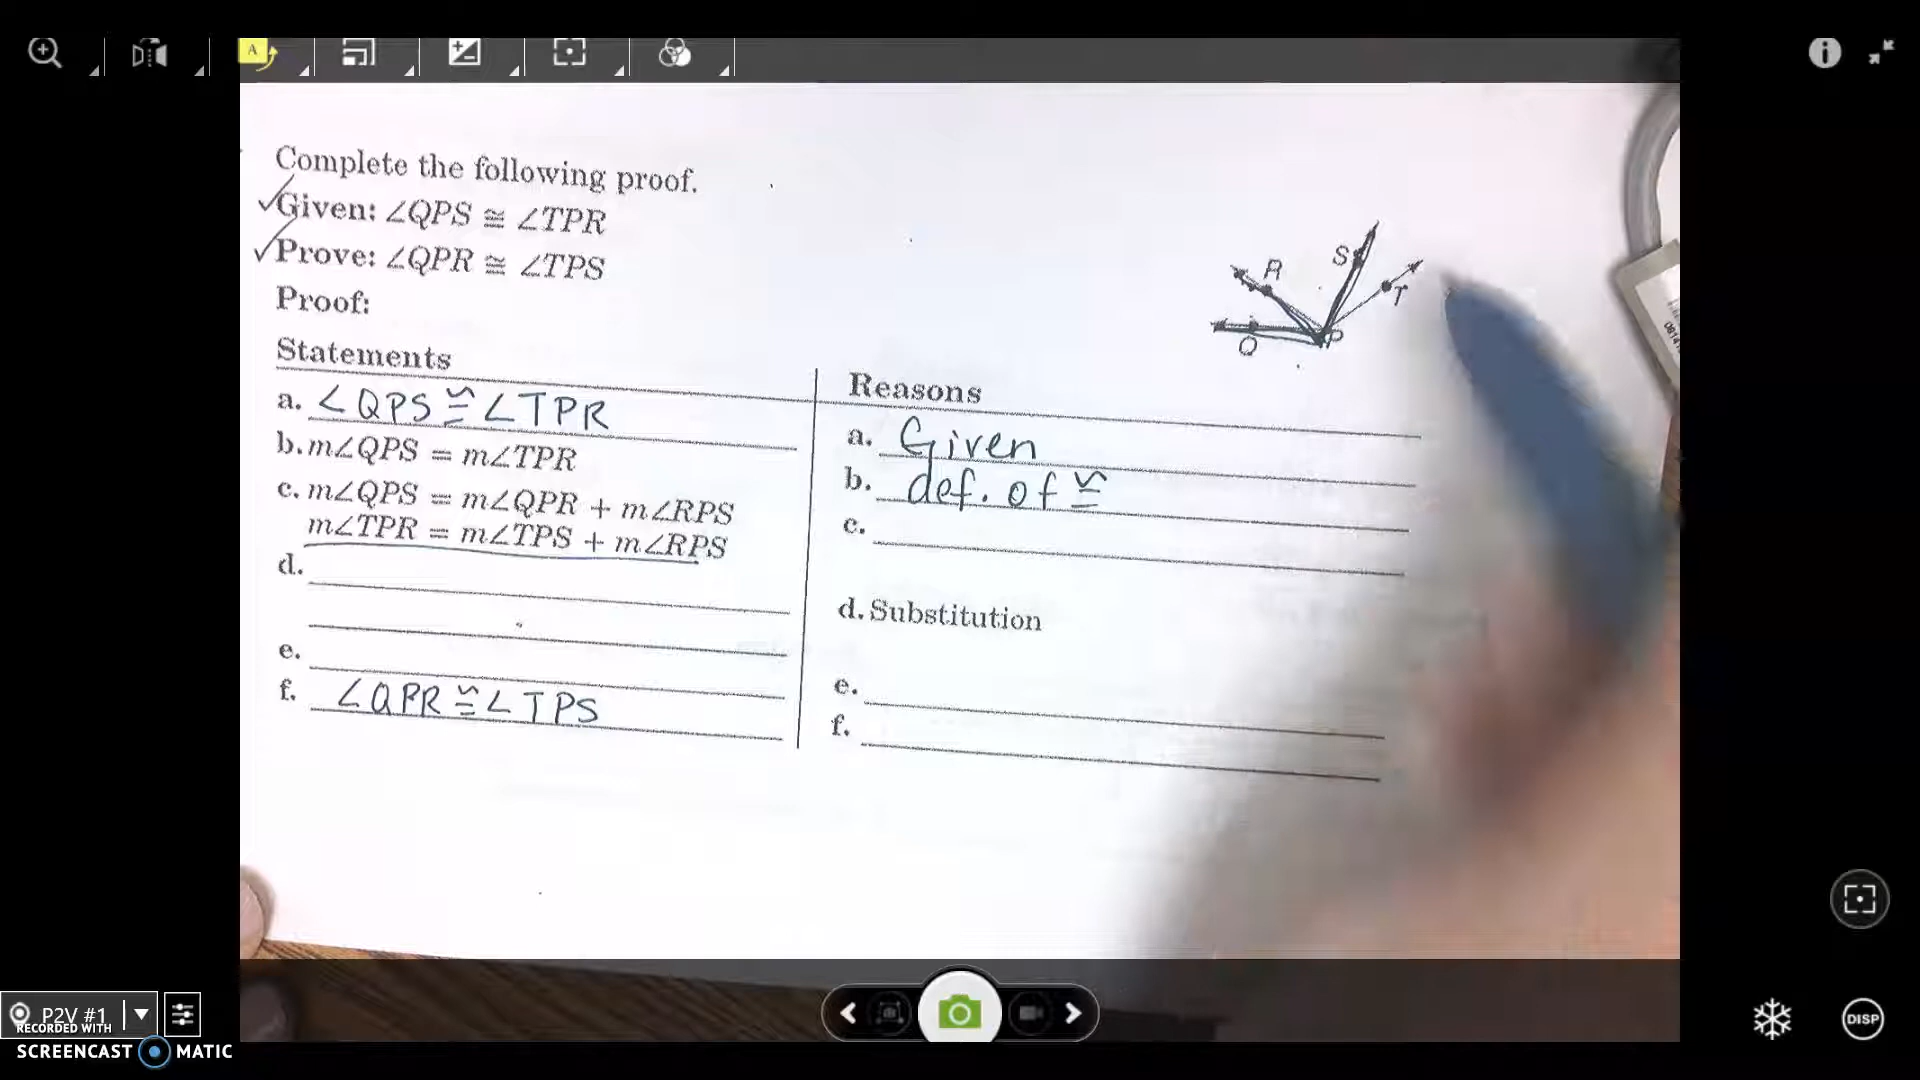 A
Complete the following proof.
Given: ∠QPS ≅ ∠TPR
Prove: ∠QPR ≅ ∠TPS
Proof:
S
R
T
Q
P
Statements
Reasons
a. ∠QPS ≅ ∠TPR
a. Given
b. m∠QPS = m∠TPR
b. def. of ≅
c. m∠QPS = m∠QPR + m∠RPS
m∠TPR = m∠TPS + m∠RPS
c.
d.
d. Substitution
e.
e.
f. ∠QPR ≅ ∠TPS
f.
P2V #1
RECORDED WITH
SCREENCAST MATIC
DISP